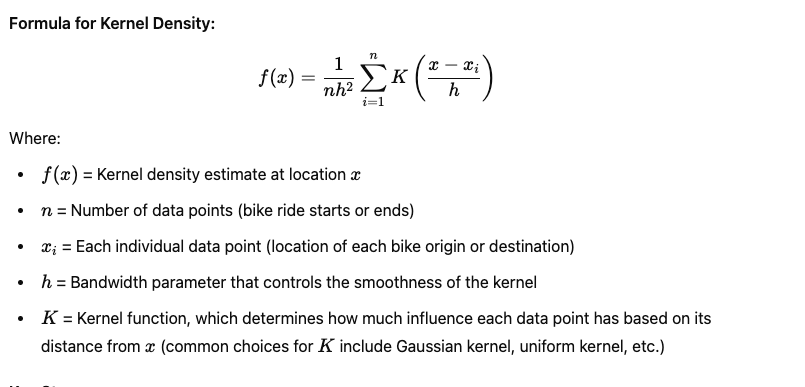 Formula for Kernel Density:
f(x) = \frac{1}{nh^2} \sum_{i=1}^{n} K \left( \frac{x - x_i}{h} \right)
Where:
• f(x) = Kernel density estimate at location x
• n = Number of data points (bike ride starts or ends)
• x_i = Each individual data point (location of each bike origin or destination)
• h = Bandwidth parameter that controls the smoothness of the kernel
• K = Kernel function, which determines how much influence each data point has based on its
distance from x (common choices for K include Gaussian kernel, uniform kernel, etc.)